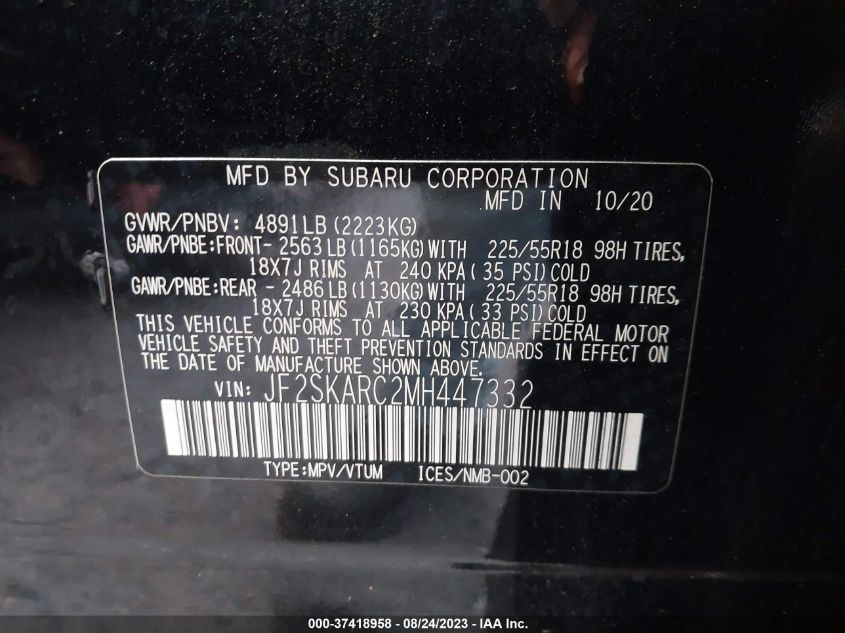 MFD BY SUBARU CORPORATION
MFD IN 10/20
GVWR/PNBV: 4891LB (2223KG)
GAWR/PNBE:FRONT- 2563LB (1165KG) WITH 225/55R18 98H TIRES,
18X7J RIMS AT 240 KPA ( 35 PSI) COLD
GAWR/PNBE:REAR - 2486LB (1130KG) WITH 225/55R18 98H TIRES,
18X7J RIMS AT 230 KPA ( 33 PSI) COLD
THIS VEHICLE CONFORMS TO ALL APPLICABLE FEDERAL MOTOR
VEHICLE SAFETY AND THEFT PREVENTION STANDARDS IN EFFECT ON
THE DATE OF MANUFACTURE SHOWN ABOVE.
VIN: JF2SKARC2MH447332
TYPE:MPV/VTUM ICES/NMB-002
000-37418958 - 08/24/2023 - IAA Inc.